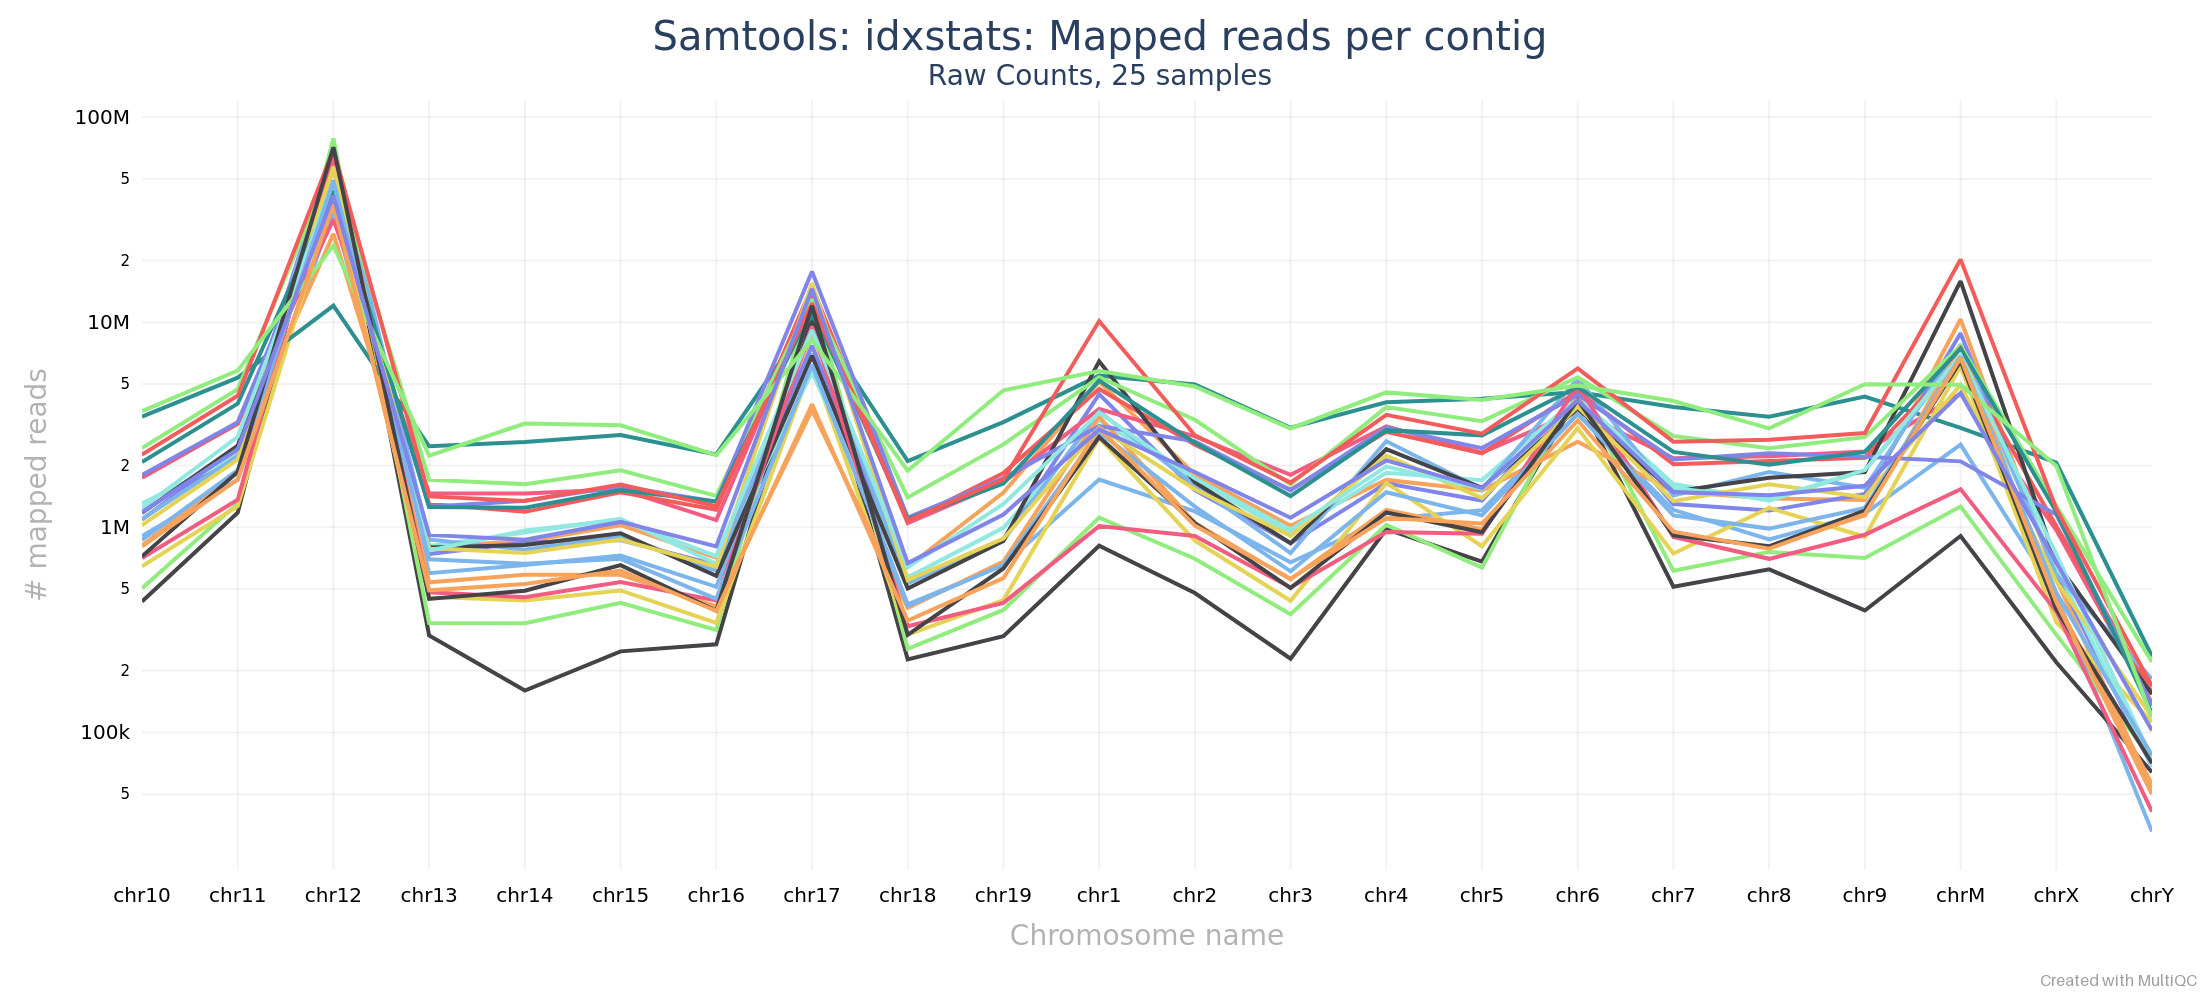 Samtools: idxstats: Mapped reads per contig
Raw Counts, 25 samples
100M
5
2
10M
5
2
1M
5
2
100k
5
# mapped reads
chr10 chr11 chr12 chr13 chr14 chr15 chr16 chr17 chr18 chr19 chr1 chr2 chr3 chr4 chr5 chr6 chr7 chr8 chr9 chrM chrX chrY
Chromosome name
Created with MultiQC